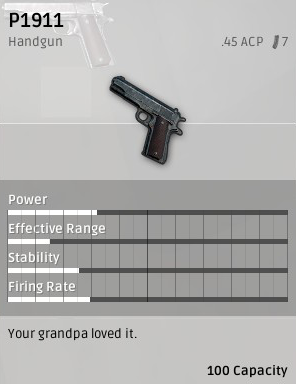 P1911
Handgun .45 ACP 7
Power
Effective Range
Stability
Firing Rate
Your grandpa loved it.
100 Capacity